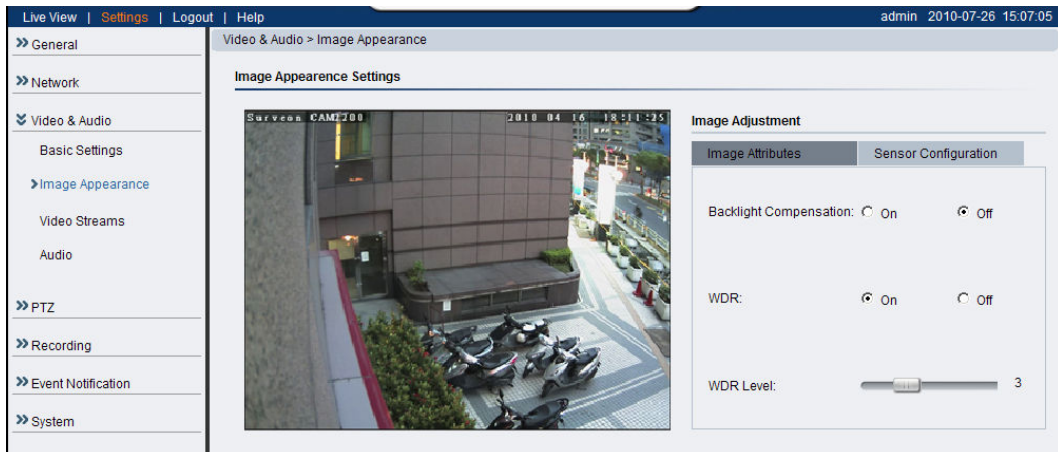 Live View | Settings | Logout | Help
admin 2010-07-26 15:07:05
General
Network
Video & Audio
Basic Settings
Image Appearance
Video Streams
Audio
PTZ
Recording
Event Notification
System
Video & Audio > Image Appearance
Image Appearence Settings
Surveon CAM2200 2010 04 16 18:11:25
Image Adjustment
Image Attributes
Sensor Configuration
Backlight Compensation: On Off
WDR: On Off
WDR Level: 3